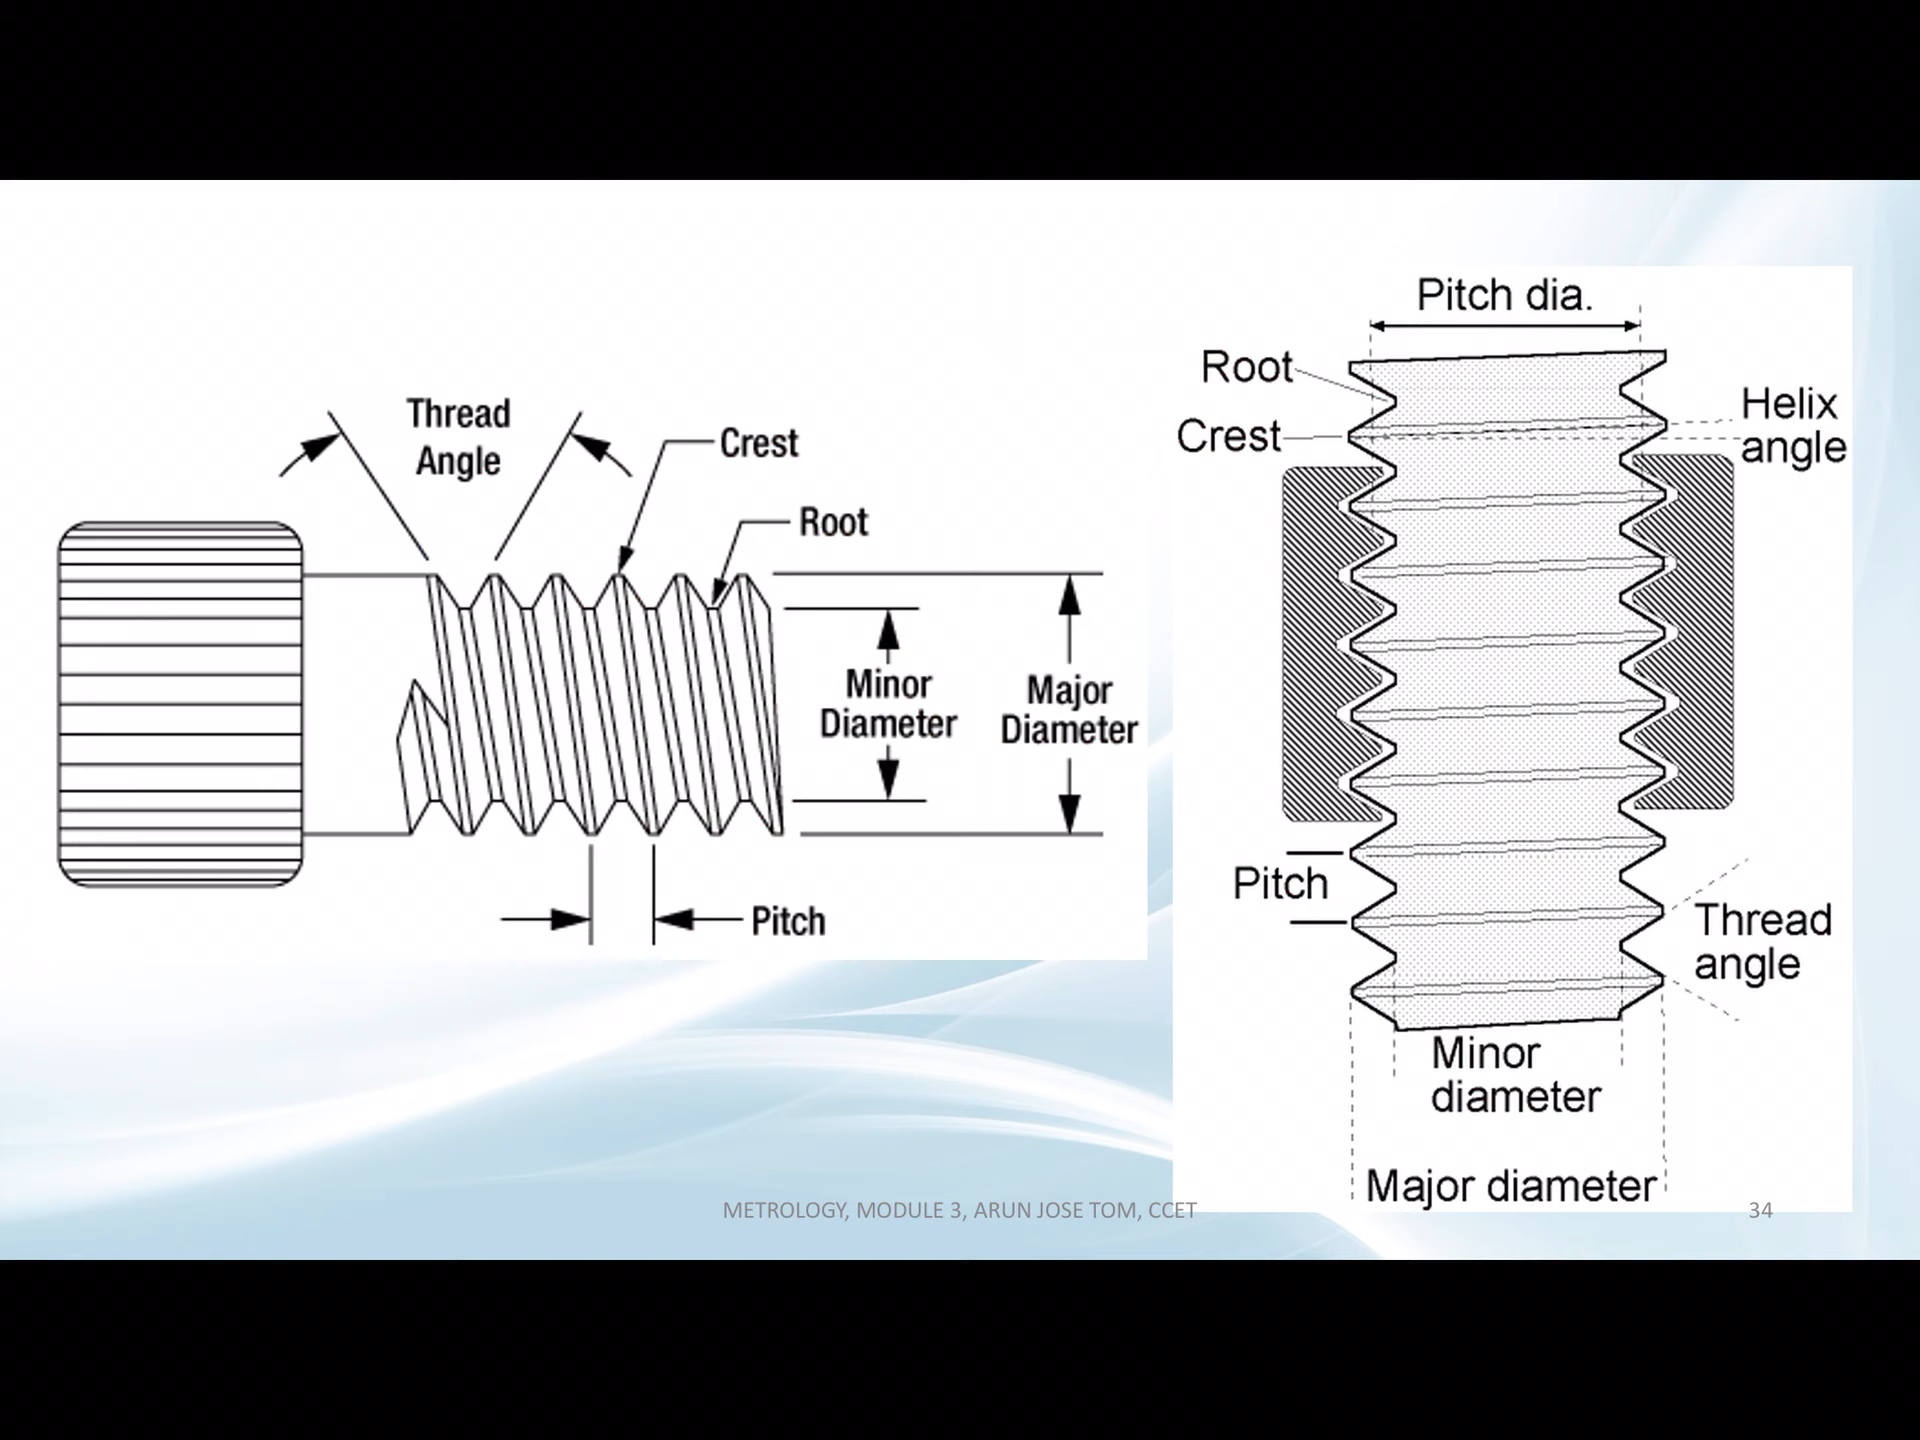 Thread
Angle
Crest
Root
Minor
Diameter
Major
Diameter
Pitch
Pitch dia.
Root
Crest
Helix
angle
Pitch
Thread
angle
Minor
diameter
Major diameter
METROLOGY, MODULE 3, ARUN JOSE TOM, CCET
34